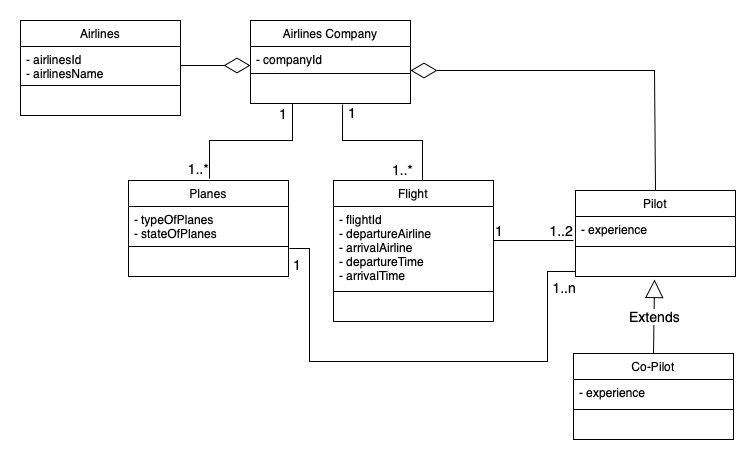 Airlines
- airlinesId
- airlinesName
Airlines Company
- companyId
1
1
1..*
1..*
Planes
- typeOfPlanes
- stateOfPlanes
Flight
- flightId
- departureAirline
- arrivalAirline
- departureTime
- arrivalTime
Pilot
- experience
1
1..2
1
1..n
Extends
Co-Pilot
- experience